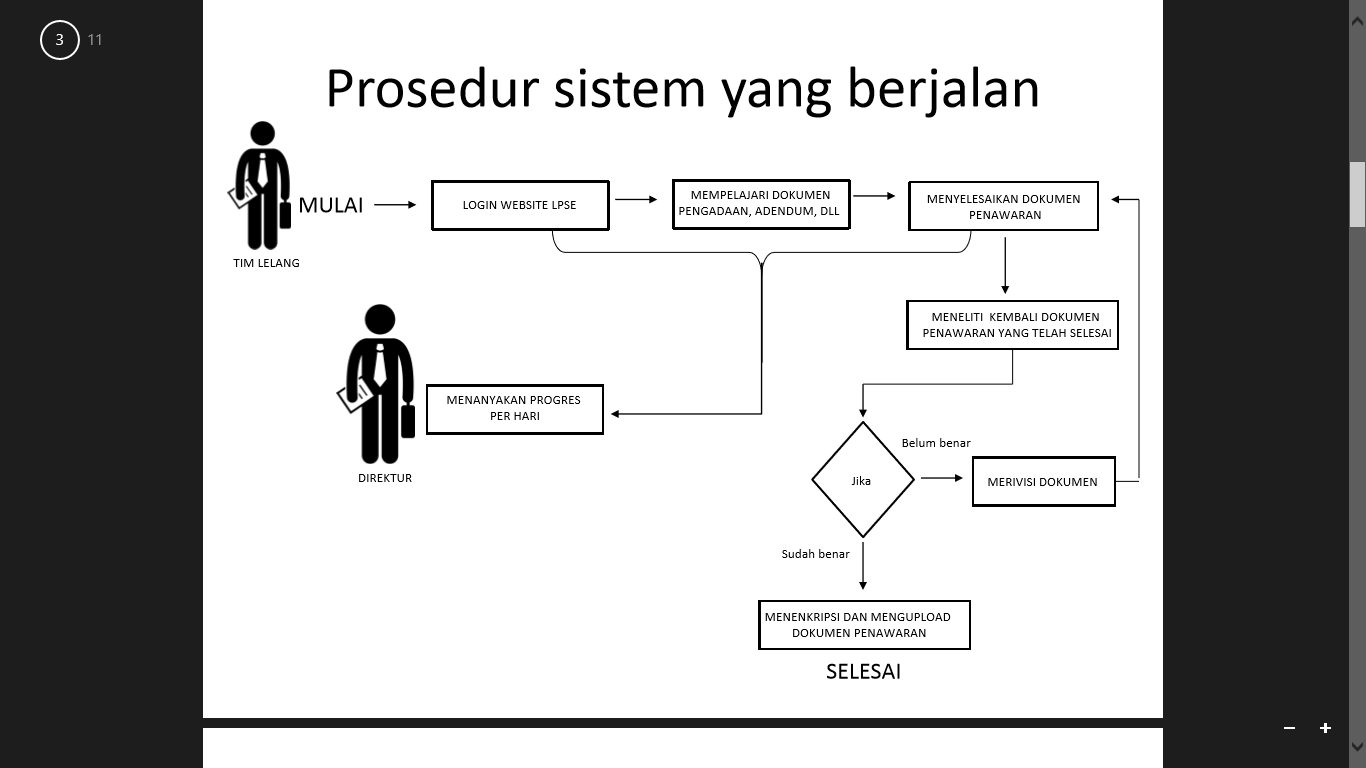 3 11
Prosedur sistem yang berjalan
MULAI
TIM LELANG
LOGIN WEBSITE LPSE
MEMPELAJARI DOKUMEN
PENGADAAN, ADENDUM, DLL
MENYELESAIKAN DOKUMEN
PENAWARAN
MENELITI KEMBALI DOKUMEN
PENAWARAN YANG TELAH SELESAI
MENANYAKAN PROGRES
PER HARI
DIREKTUR
Jika
Belum benar
MERIVISI DOKUMEN
Sudah benar
MENENKRIPSI DAN MENGUPLOAD
DOKUMEN PENAWARAN
SELESAI